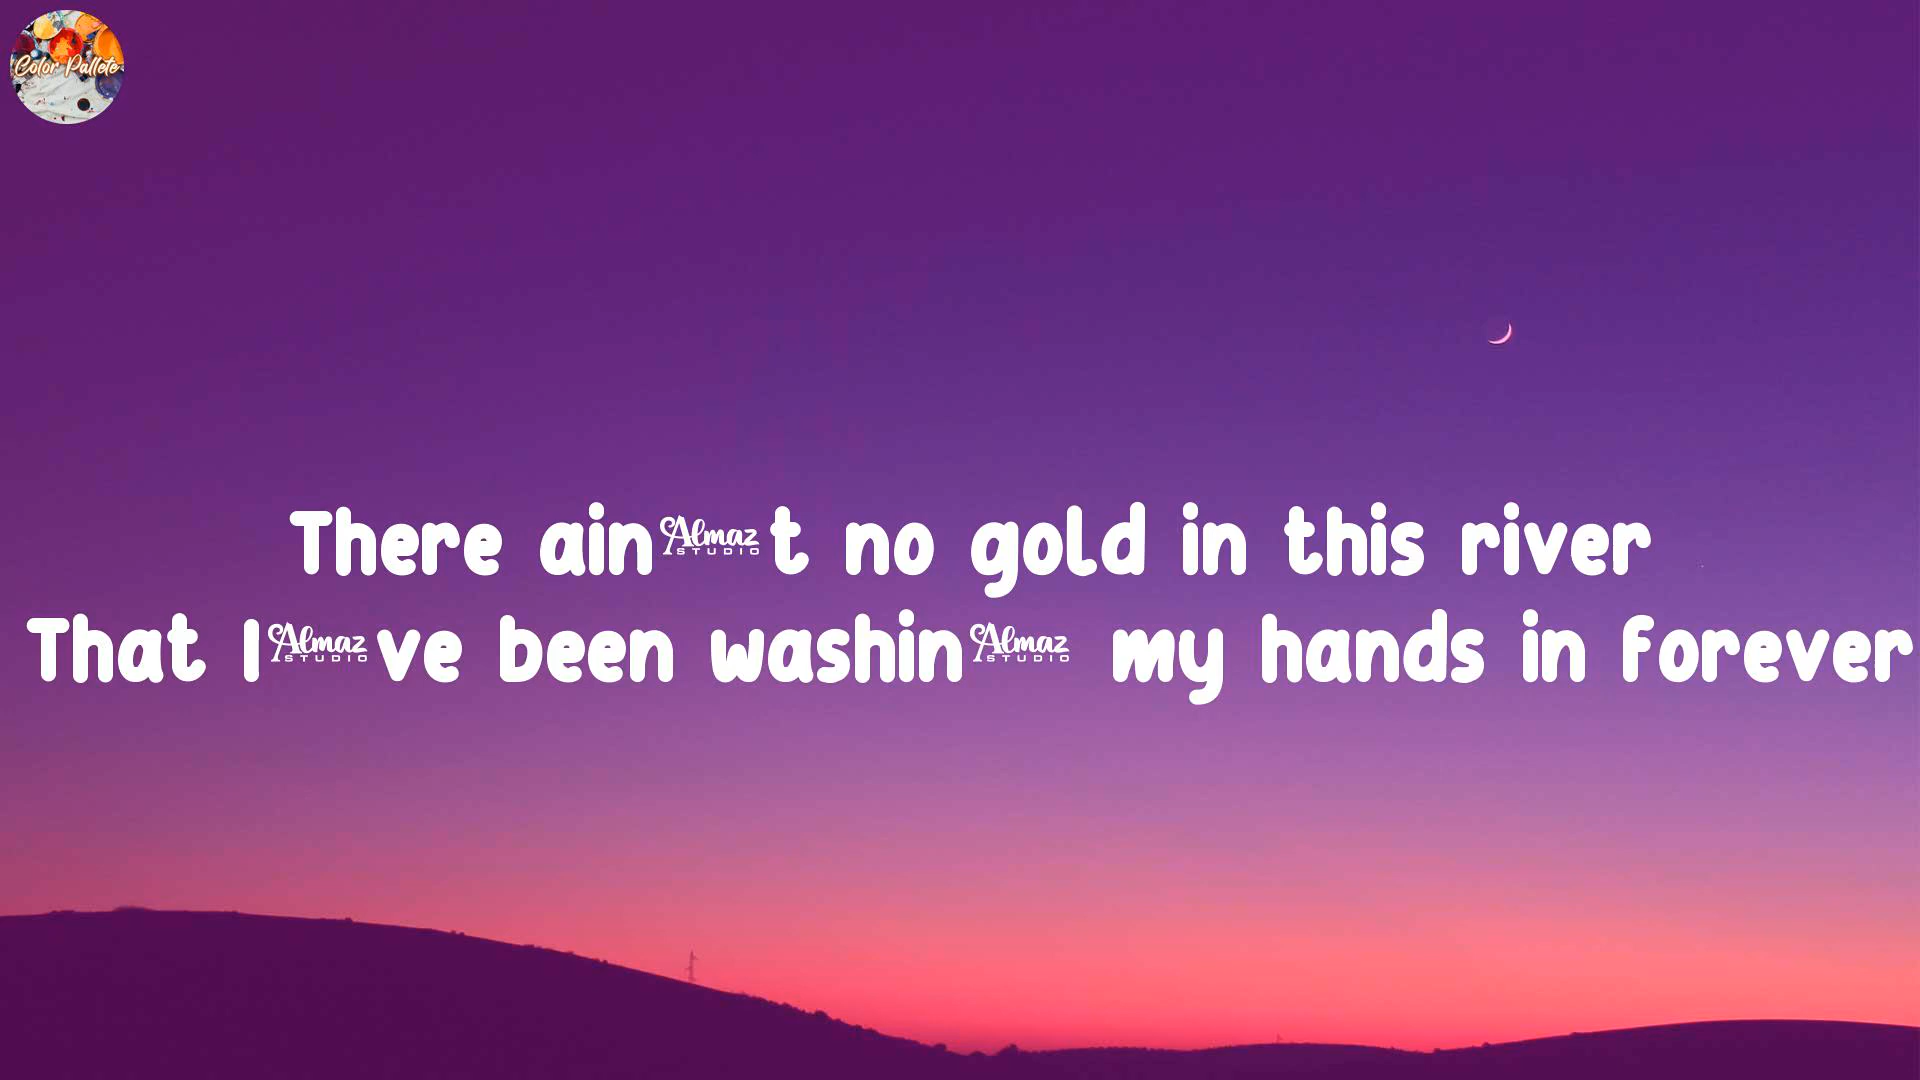 Color Pallete
There ain Almaz STUDIO t no gold in this river
That I Almaz STUDIO ve been washin Almaz STUDIO my hands in forever